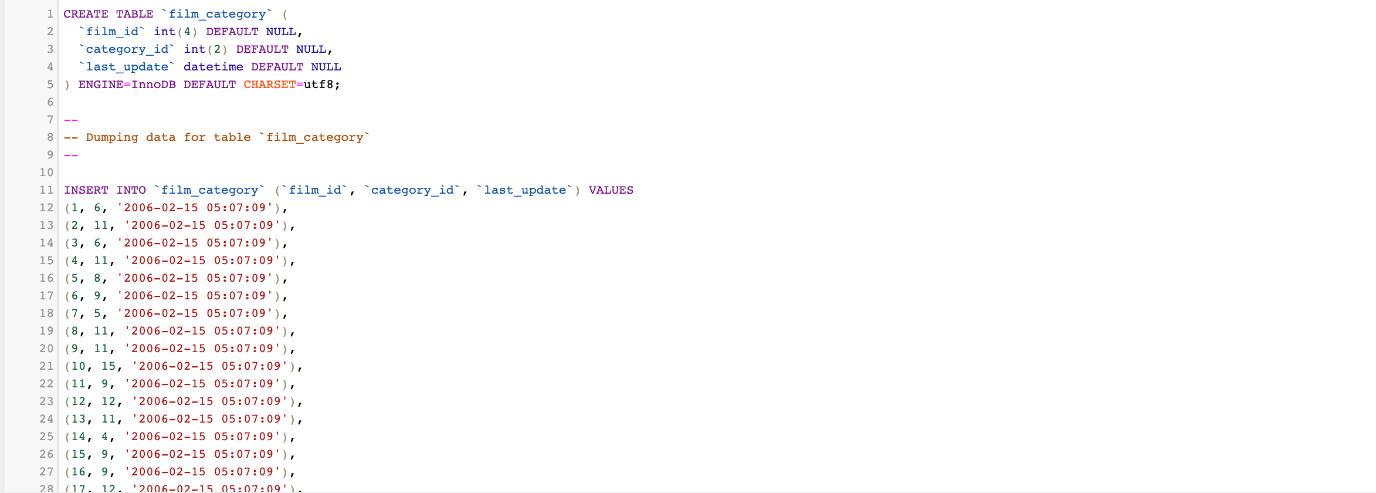 1 CREATE TABLE `film_category` (
2 `film_id` int(4) DEFAULT NULL,
3 `category_id` int(2) DEFAULT NULL,
4 `last_update` datetime DEFAULT NULL
5 ) ENGINE=InnoDB DEFAULT CHARSET=utf8;
6
7 --
8 -- Dumping data for table `film_category`
9 --
10
11 INSERT INTO `film_category` (`film_id`, `category_id`, `last_update`) VALUES
12 (1, 6, '2006-02-15 05:07:09'),
13 (2, 11, '2006-02-15 05:07:09'),
14 (3, 6, '2006-02-15 05:07:09'),
15 (4, 11, '2006-02-15 05:07:09'),
16 (5, 8, '2006-02-15 05:07:09'),
17 (6, 9, '2006-02-15 05:07:09'),
18 (7, 5, '2006-02-15 05:07:09'),
19 (8, 11, '2006-02-15 05:07:09'),
20 (9, 11, '2006-02-15 05:07:09'),
21 (10, 15, '2006-02-15 05:07:09'),
22 (11, 9, '2006-02-15 05:07:09'),
23 (12, 12, '2006-02-15 05:07:09'),
24 (13, 11, '2006-02-15 05:07:09'),
25 (14, 4, '2006-02-15 05:07:09'),
26 (15, 9, '2006-02-15 05:07:09'),
27 (16, 9, '2006-02-15 05:07:09'),
28 (17, 12, '2006-02-15 05:07:09'),